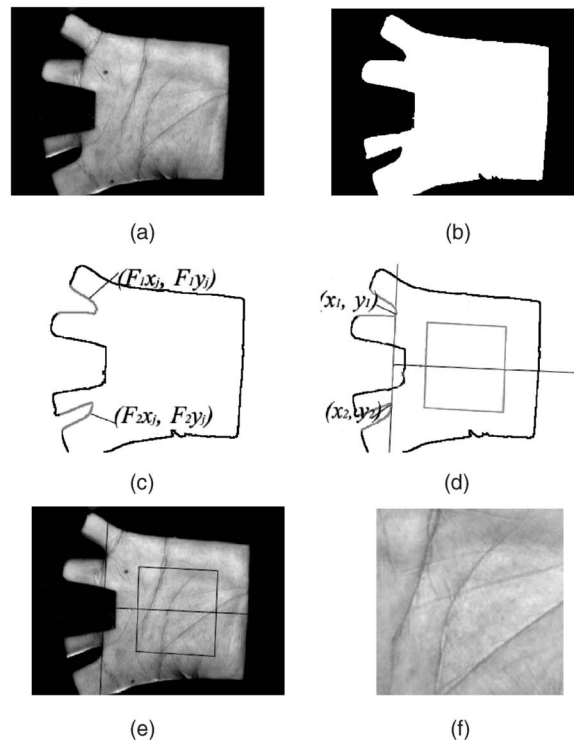 (a)
(b)
(F₁xⱼ, F₁yⱼ)
(F₂xⱼ, F₂yⱼ)
(c)
(x₁, y₁)
(x₂, y₂)
(d)
(e)
(f)